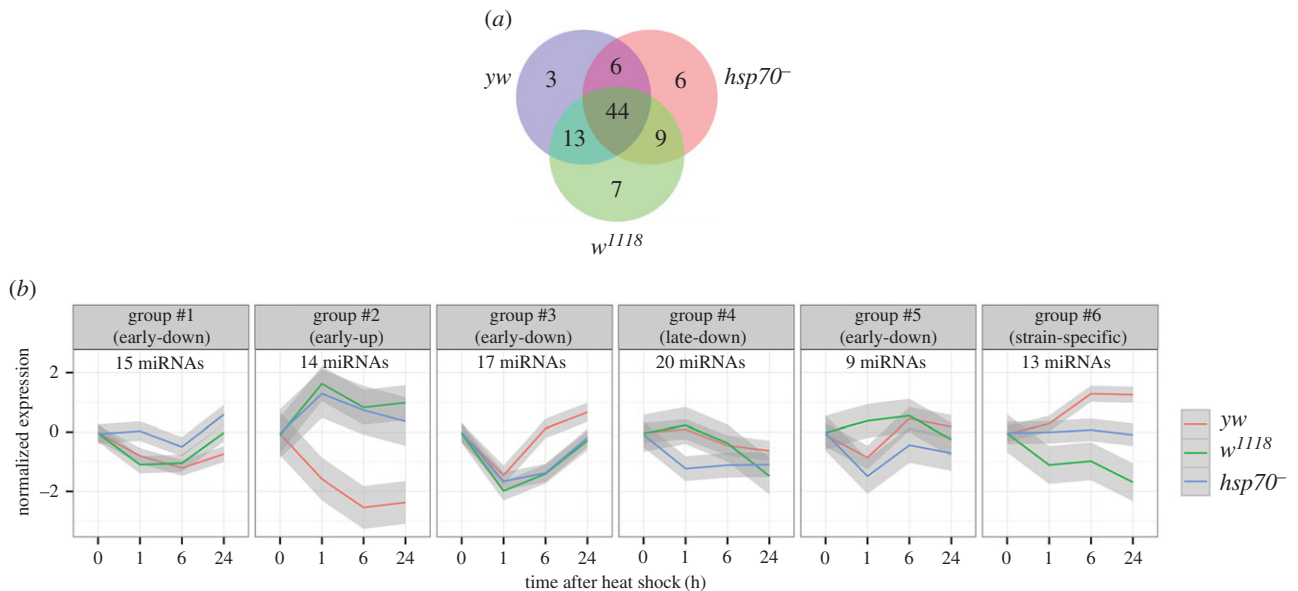 (a)
yw
3
6
6
hsp70⁻
44
13
9
7
w¹¹¹⁸
(b)
group #1
(early-down)
group #2
(early-up)
group #3
(early-down)
group #4
(late-down)
group #5
(early-down)
group #6
(strain-specific)
15 miRNAs
14 miRNAs
17 miRNAs
20 miRNAs
9 miRNAs
13 miRNAs
normalized expression
2
0
−2
yw
w¹¹¹⁸
hsp70⁻
0 1 6 24
0 1 6 24
0 1 6 24
0 1 6 24
0 1 6 24
0 1 6 24
time after heat shock (h)